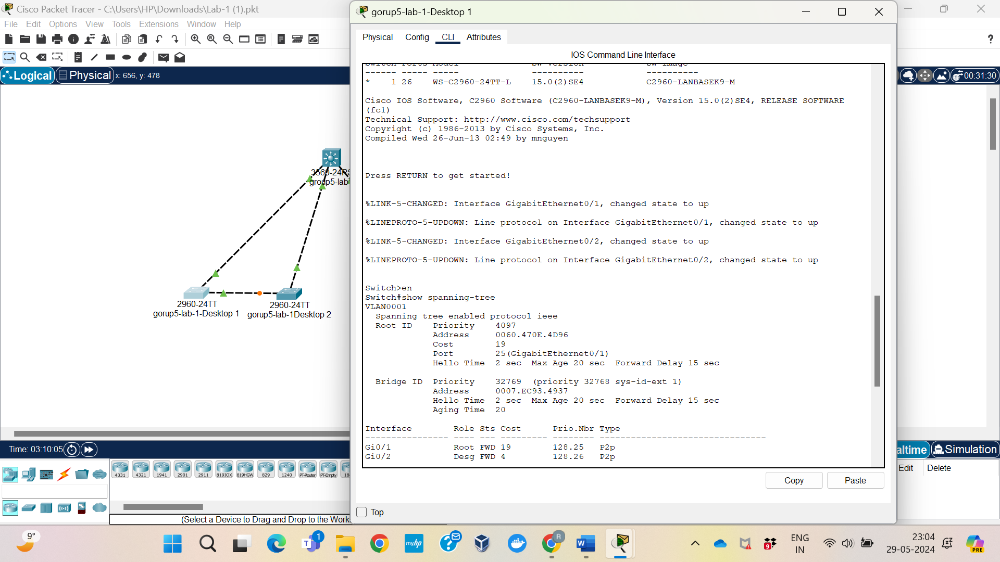 Cisco Packet Tracer - C:\Users\HP\Downloads\Lab-1 (1).pkt
File Edit Options View Tools Extensions Window Help
Logical Physical x: 656, y: 478
00:31:30
?
3560-24PS
group5-lab
2960-24TT
gorup5-lab-1-Desktop 1
2960-24TT
gorup5-lab-1Desktop 2
gorup5-lab-1-Desktop 1
Physical Config CLI Attributes
IOS Command Line Interface
Switch Ports Model SW Version SW Image
------ ----- ----- ---------- ----------
* 1 26 WS-C2960-24TT-L 15.0(2)SE4 C2960-LANBASEK9-M
Cisco IOS Software, C2960 Software (C2960-LANBASEK9-M), Version 15.0(2)SE4, RELEASE SOFTWARE
(fc1)
Technical Support: http://www.cisco.com/techsupport
Copyright (c) 1986-2013 by Cisco Systems, Inc.
Compiled Wed 26-Jun-13 02:49 by mnguyen
Press RETURN to get started!
%LINK-5-CHANGED: Interface GigabitEthernet0/1, changed state to up
%LINEPROTO-5-UPDOWN: Line protocol on Interface GigabitEthernet0/1, changed state to up
%LINK-5-CHANGED: Interface GigabitEthernet0/2, changed state to up
%LINEPROTO-5-UPDOWN: Line protocol on Interface GigabitEthernet0/2, changed state to up
Switch>en
Switch#show spanning-tree
VLAN0001
Spanning tree enabled protocol ieee
Root ID Priority 4097
Address 0060.470E.4D96
Cost 19
Port 25(GigabitEthernet0/1)
Hello Time 2 sec Max Age 20 sec Forward Delay 15 sec
Bridge ID Priority 32769 (priority 32768 sys-id-ext 1)
Address 0007.EC93.4937
Hello Time 2 sec Max Age 20 sec Forward Delay 15 sec
Aging Time 20
Interface Role Sts Cost Prio.Nbr Type
---------------- ---- --- --------- -------- --------------------------------
Gi0/1 Root FWD 19 128.25 P2p
Gi0/2 Desg FWD 4 128.26 P2p
Copy Paste
Top
Time: 03:10:05
altime Simulation
Edit Delete
4331 4321 1941 2901 2911 819IOX 819HGW 829 1240 PT-Router PT-Empty 18
(Select a Device to Drag and Drop to the Work
9°
T 1
myhp
?
R
W
9
ENG
IN
23:04
29-05-2024
PRE